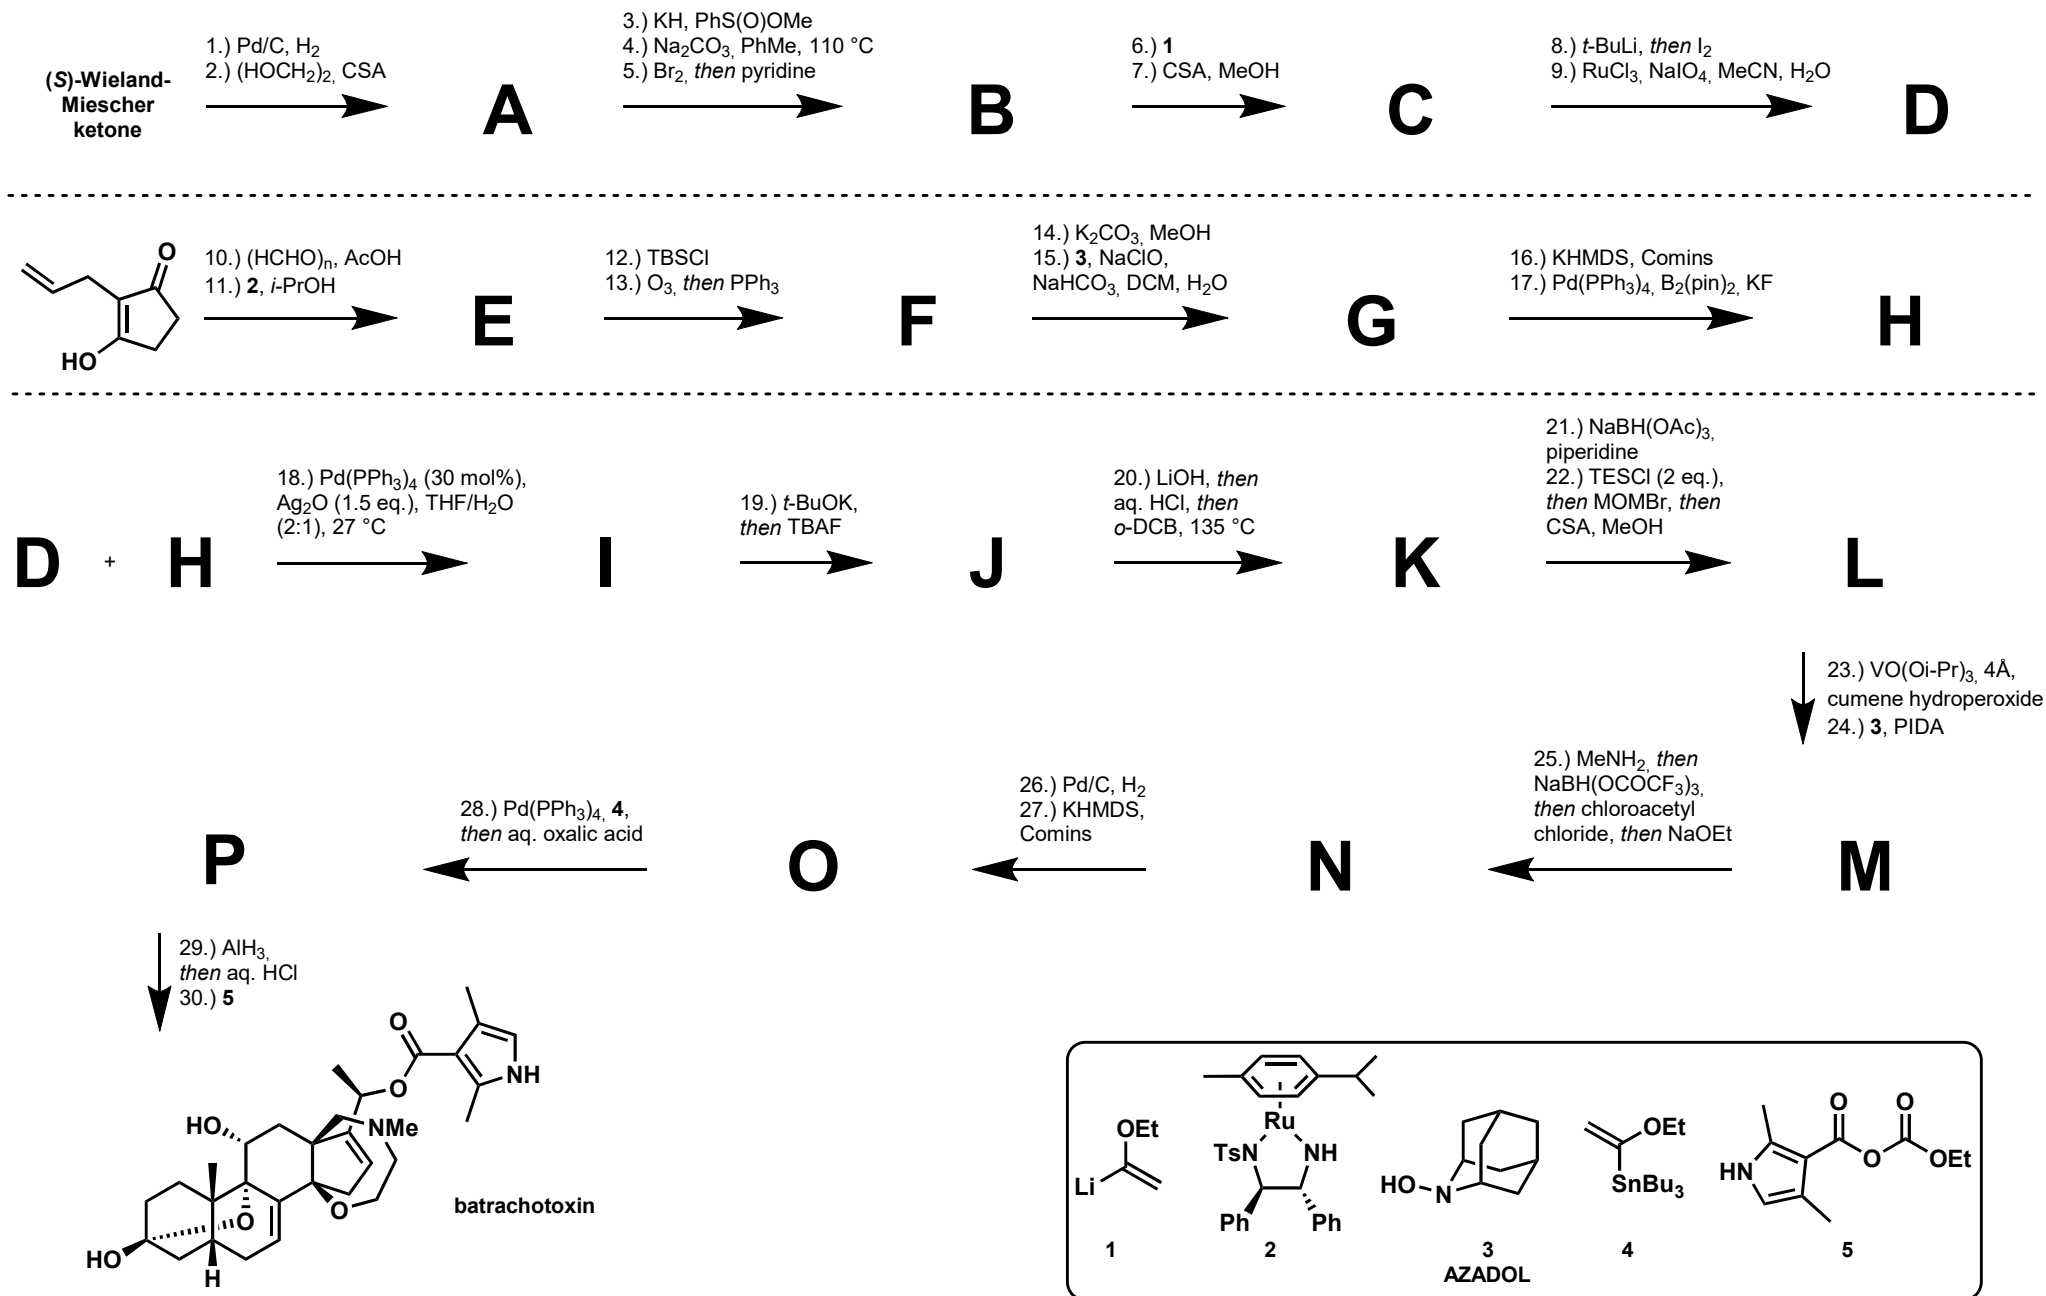 (S)-Wieland-
Miescher
ketone
1.) Pd/C, H2
2.) (HOCH2)2, CSA
A
3.) KH, PhS(O)OMe
4.) Na2CO3, PhMe, 110 °C
5.) Br2, then pyridine
B
6.) 1
7.) CSA, MeOH
C
8.) t-BuLi, then I2
9.) RuCl3, NaIO4, MeCN, H2O
D
O
HO
10.) (HCHO)n, AcOH
11.) 2, i-PrOH
E
12.) TBSCl
13.) O3, then PPh3
F
14.) K2CO3, MeOH
15.) 3, NaClO,
NaHCO3, DCM, H2O
G
16.) KHMDS, Comins
17.) Pd(PPh3)4, B2(pin)2, KF
H
D + H
18.) Pd(PPh3)4 (30 mol%),
Ag2O (1.5 eq.), THF/H2O
(2:1), 27 °C
I
19.) t-BuOK,
then TBAF
J
20.) LiOH, then
aq. HCl, then
o-DCB, 135 °C
K
21.) NaBH(OAc)3,
piperidine
22.) TESCl (2 eq.),
then MOMBr, then
CSA, MeOH
L
23.) VO(Oi-Pr)3, 4Å,
cumene hydroperoxide
24.) 3, PIDA
M
25.) MeNH2, then
NaBH(OCOCF3)3,
then chloroacetyl
chloride, then NaOEt
N
26.) Pd/C, H2
27.) KHMDS,
Comins
O
28.) Pd(PPh3)4, 4,
then aq. oxalic acid
P
29.) AlH3,
then aq. HCl
30.) 5
O
O
NH
HO
NMe
O
O
HO
H
batrachotoxin
OEt
Li
1
Ru
TsN
NH
Ph
Ph
2
HO
N
3
AZADOL
OEt
SnBu3
4
O
O
HN
O
OEt
5